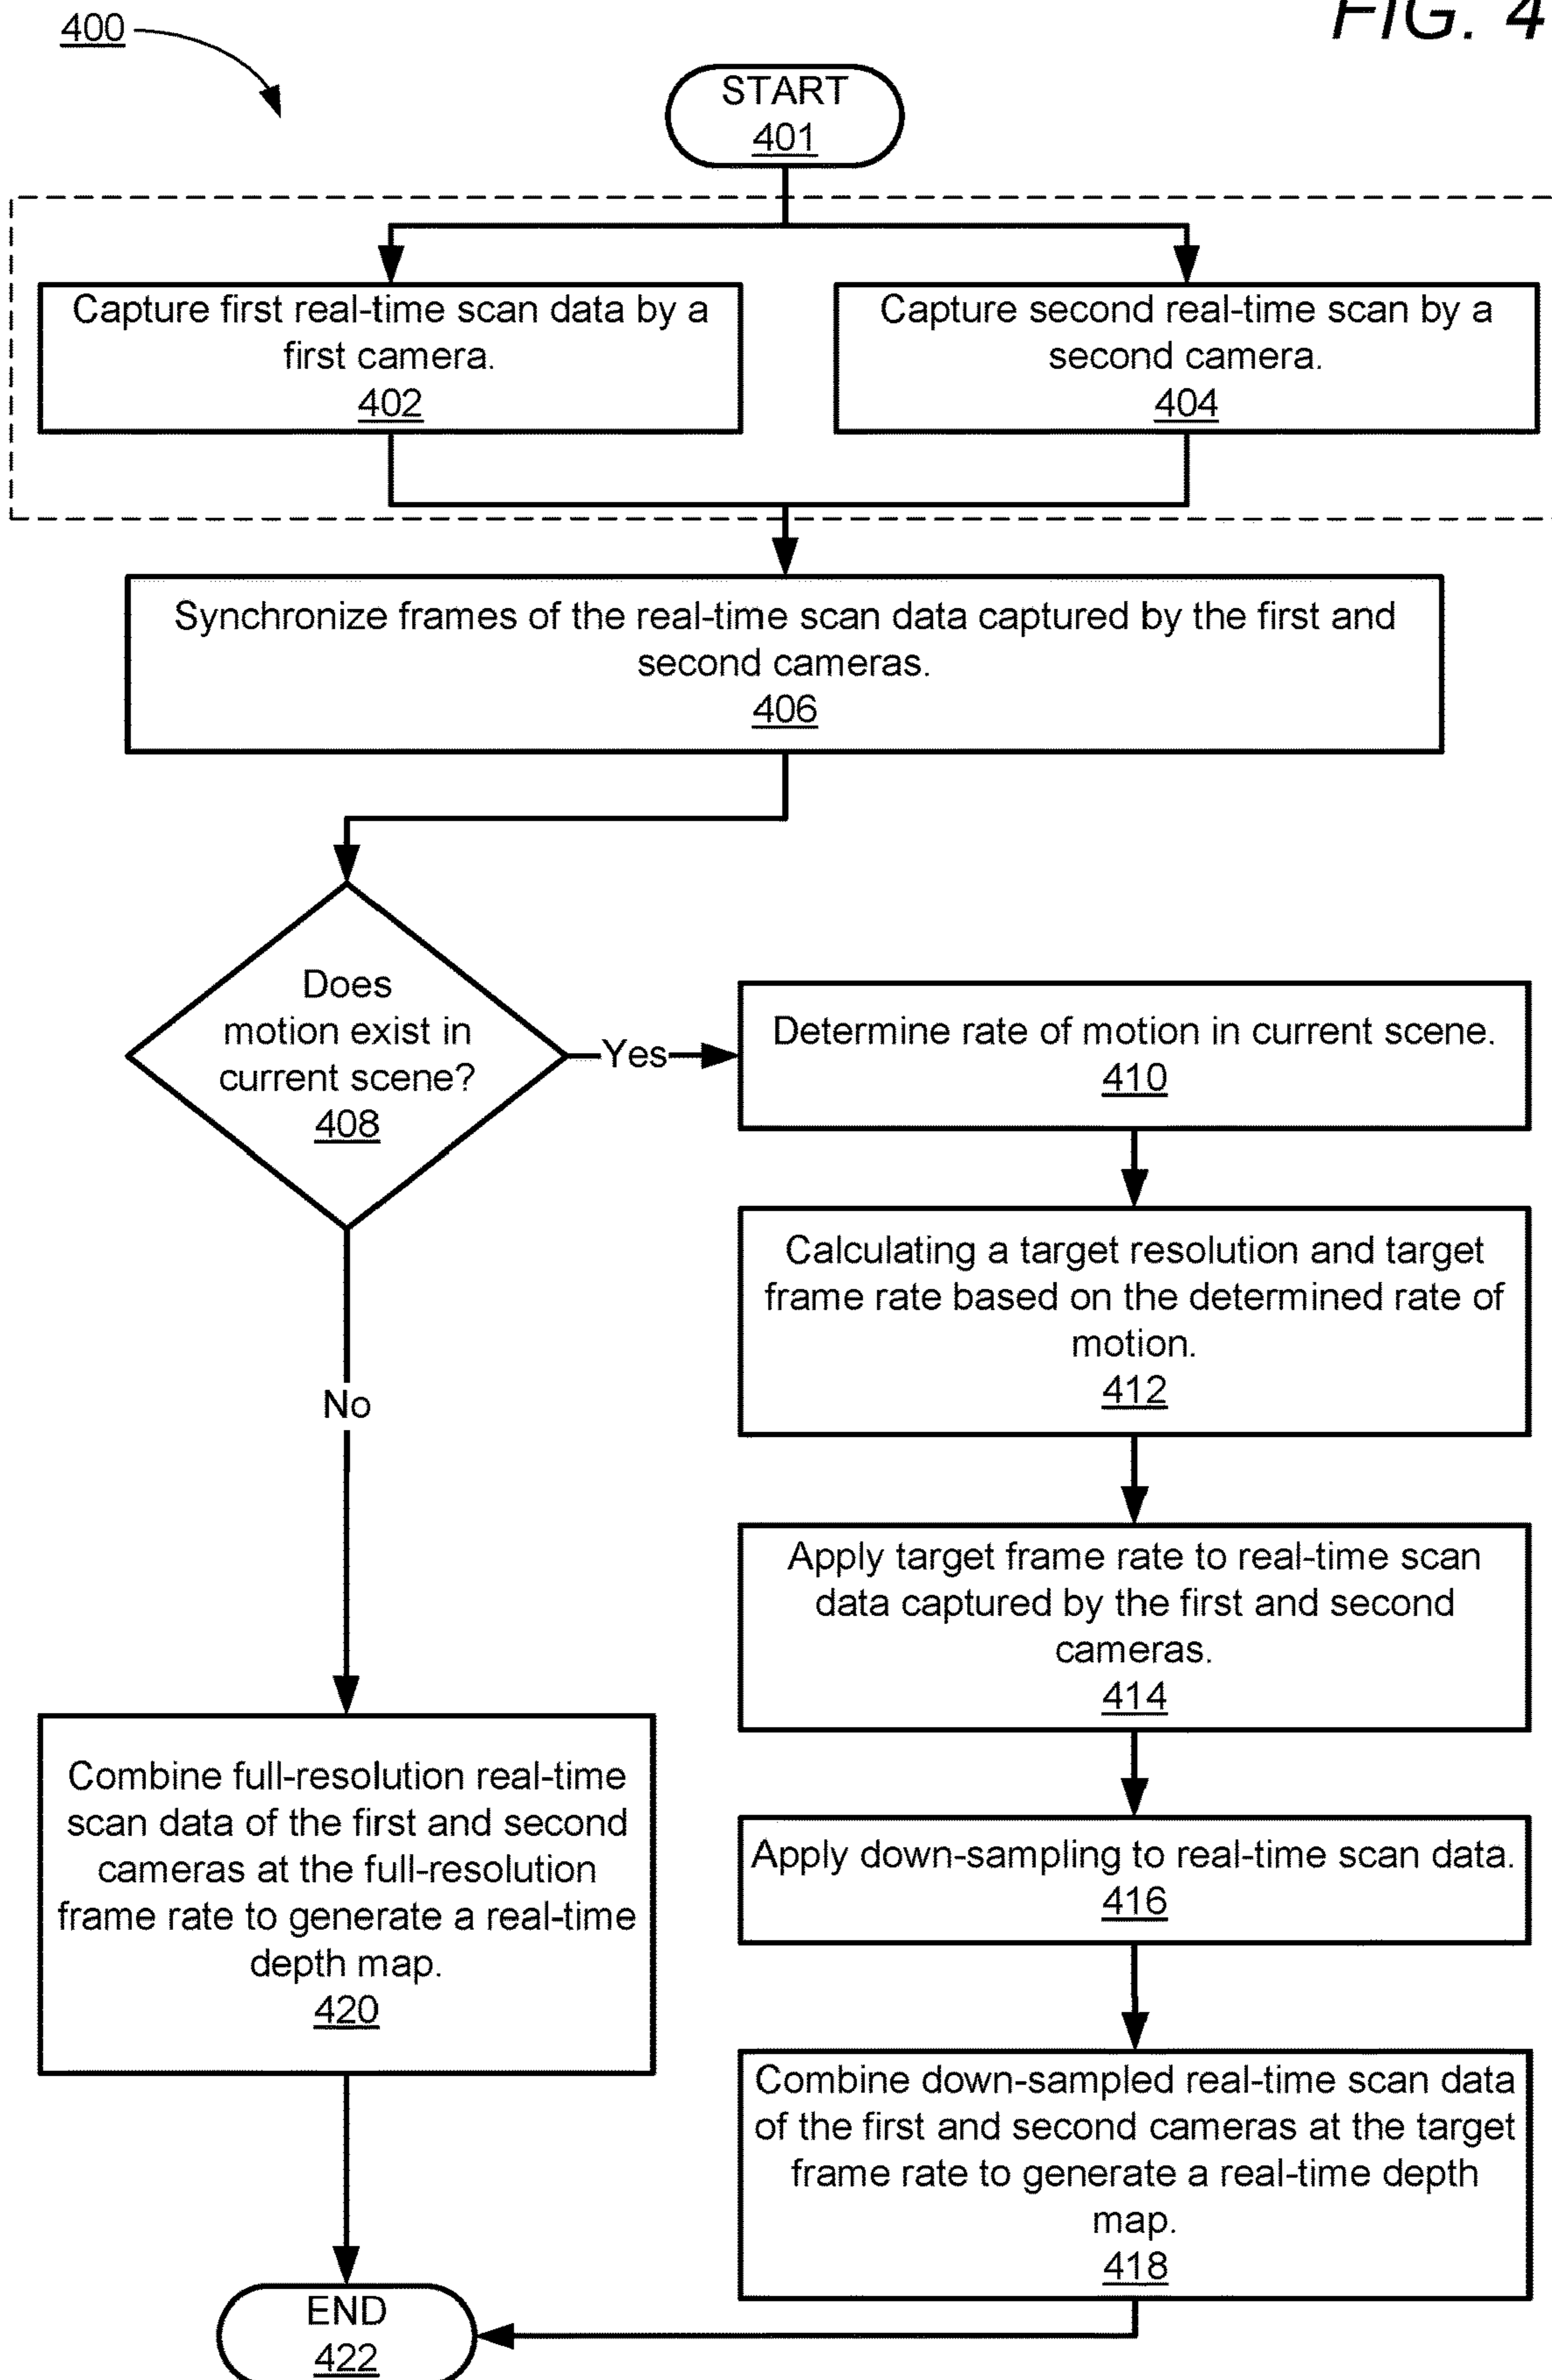 400
FIG. 4
START
401
Capture first real-time scan data by a
first camera.
402
Capture second real-time scan by a
second camera.
404
Synchronize frames of the real-time scan data captured by the first and
second cameras.
406
Does
motion exist in
current scene?
408
Yes
Determine rate of motion in current scene.
410
Calculating a target resolution and target
frame rate based on the determined rate of
motion.
412
No
Apply target frame rate to real-time scan
data captured by the first and second
cameras.
414
Combine full-resolution real-time
scan data of the first and second
cameras at the full-resolution
frame rate to generate a real-time
depth map.
420
Apply down-sampling to real-time scan data.
416
Combine down-sampled real-time scan data
of the first and second cameras at the target
frame rate to generate a real-time depth
map.
418
END
422